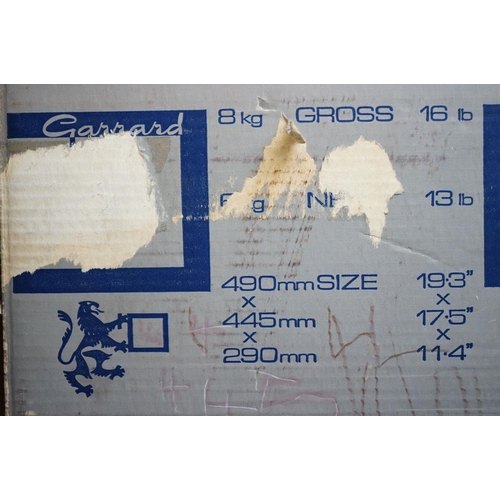 Garrard
8 kg GROSS 16 lb
g 13 lb
490mm SIZE 19·3"
x x
445mm 17·5"
x x
290mm 11·4"